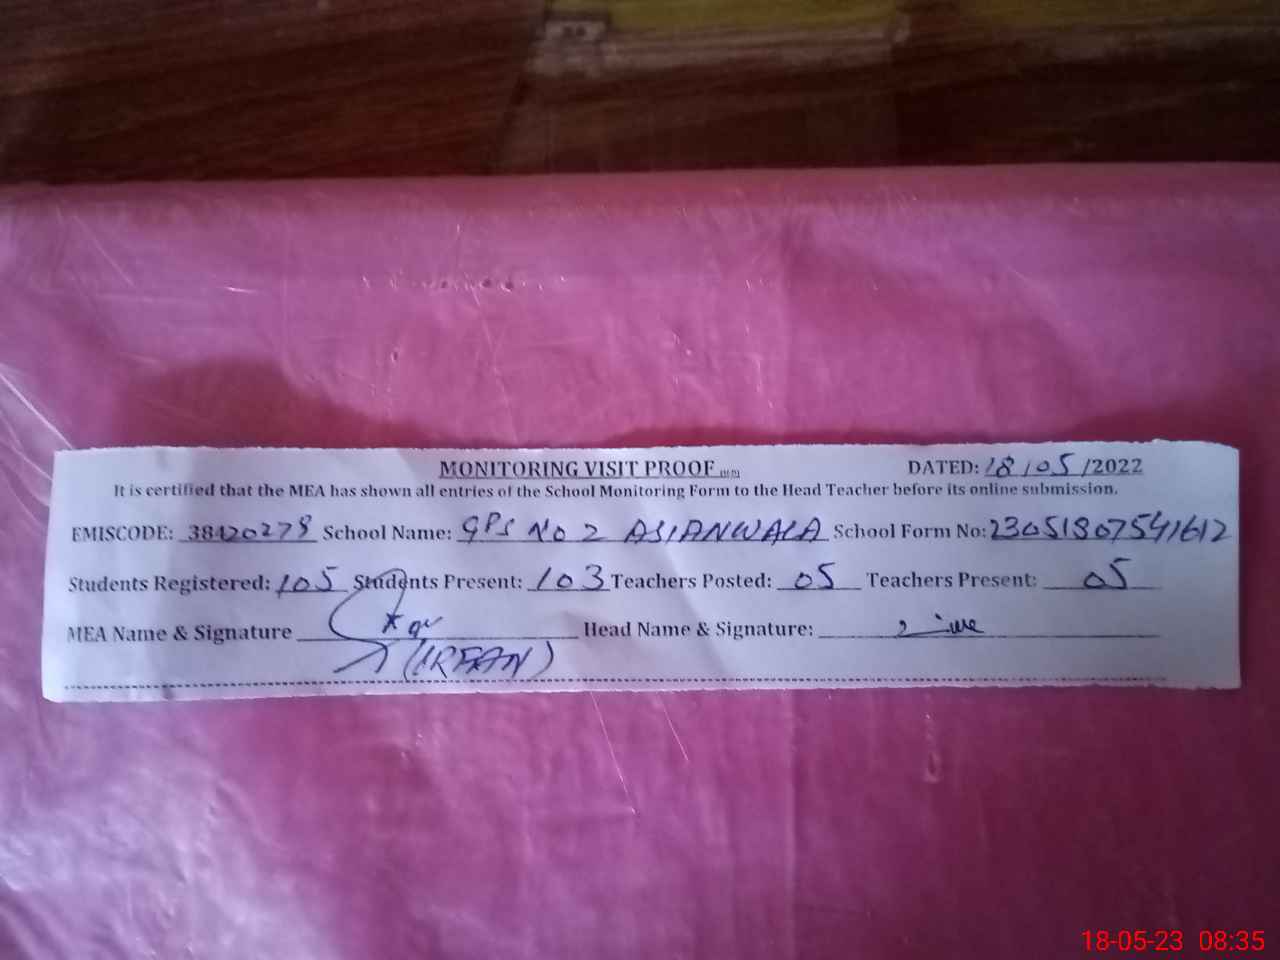 MONITORING VISIT PROOF DATED: 18/05/2022
It is certified that the MEA has shown all entries of the School Monitoring Form to the Head Teacher before its online submission.
EMISCODE: 38420278 School Name: GPS No 2 ASIANWALA School Form No: 23051807541612
Students Registered: 105 Students Present: 103 Teachers Posted: 05 Teachers Present: 05
MEA Name & Signature Head Name & Signature:
(IRFAN)
18-05-23 08:35